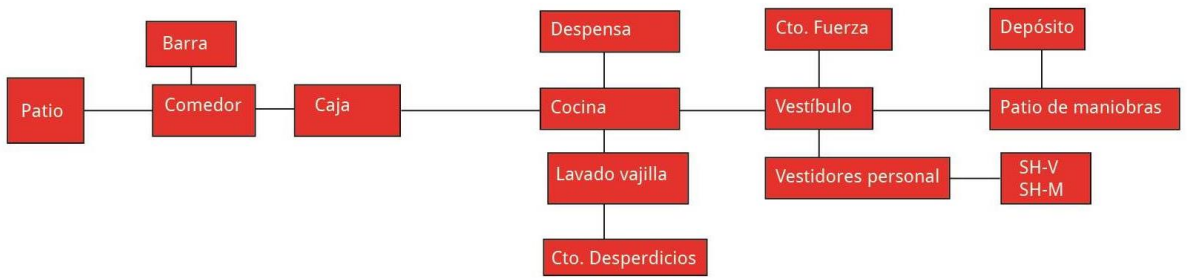 Barra
Despensa
Cto. Fuerza
Depósito
Patio
Comedor
Caja
Cocina
Vestíbulo
Patio de maniobras
Lavado vajilla
Vestidores personal
SH-V
SH-M
Cto. Desperdicios